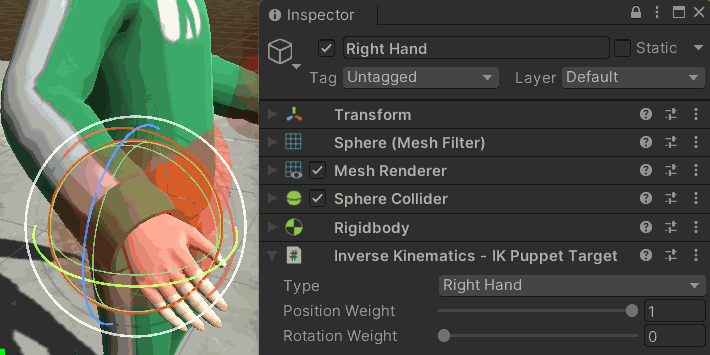 Inspector
Right Hand
Static
Tag Untagged Layer Default
Transform
Sphere (Mesh Filter)
Mesh Renderer
Sphere Collider
Rigidbody
Inverse Kinematics - IK Puppet Target
Type Right Hand
Position Weight 1
Rotation Weight 0